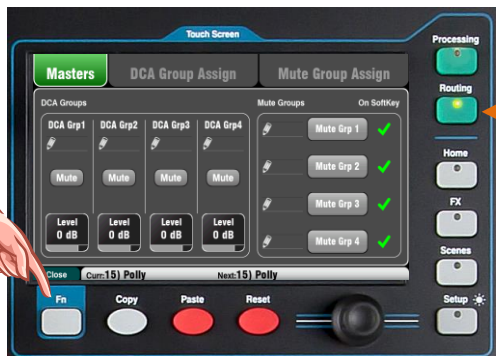 Touch Screen
Processing
Masters DCA Group Assign Mute Group Assign
Routing
DCA Groups Mute Groups On SoftKey
DCA Grp1 DCA Grp2 DCA Grp3 DCA Grp4
Mute Grp 1
Home
Mute Mute Mute Mute
Mute Grp 2
FX
Mute Grp 3
Level Level Level Level
0 dB 0 dB 0 dB 0 dB
Mute Grp 4
Scenes
Close Curr:15) Polly Next:15) Polly
Fn Copy Paste Reset Setup